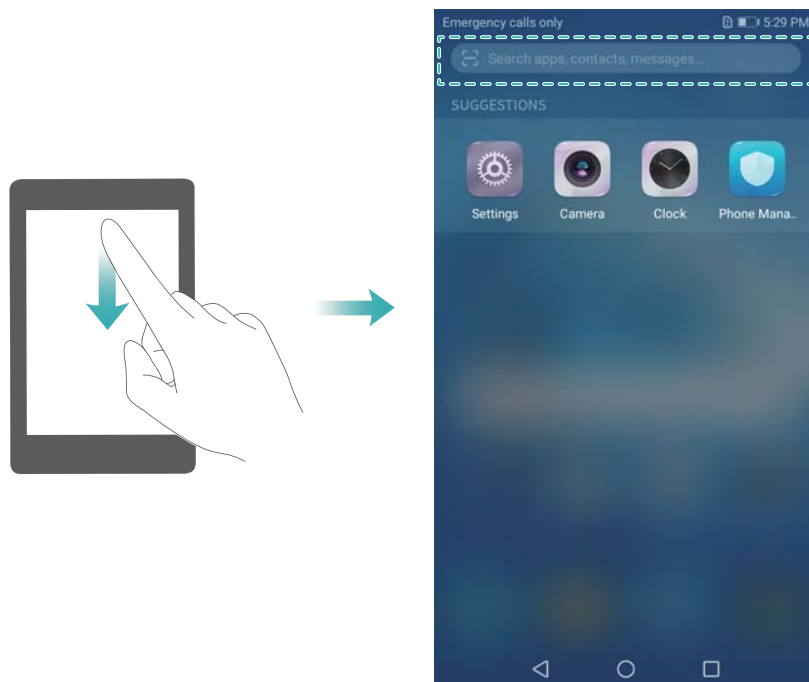 Emergency calls only 5:29 PM
Search apps, contacts, messages...
SUGGESTIONS
Settings Camera Clock Phone Mana..